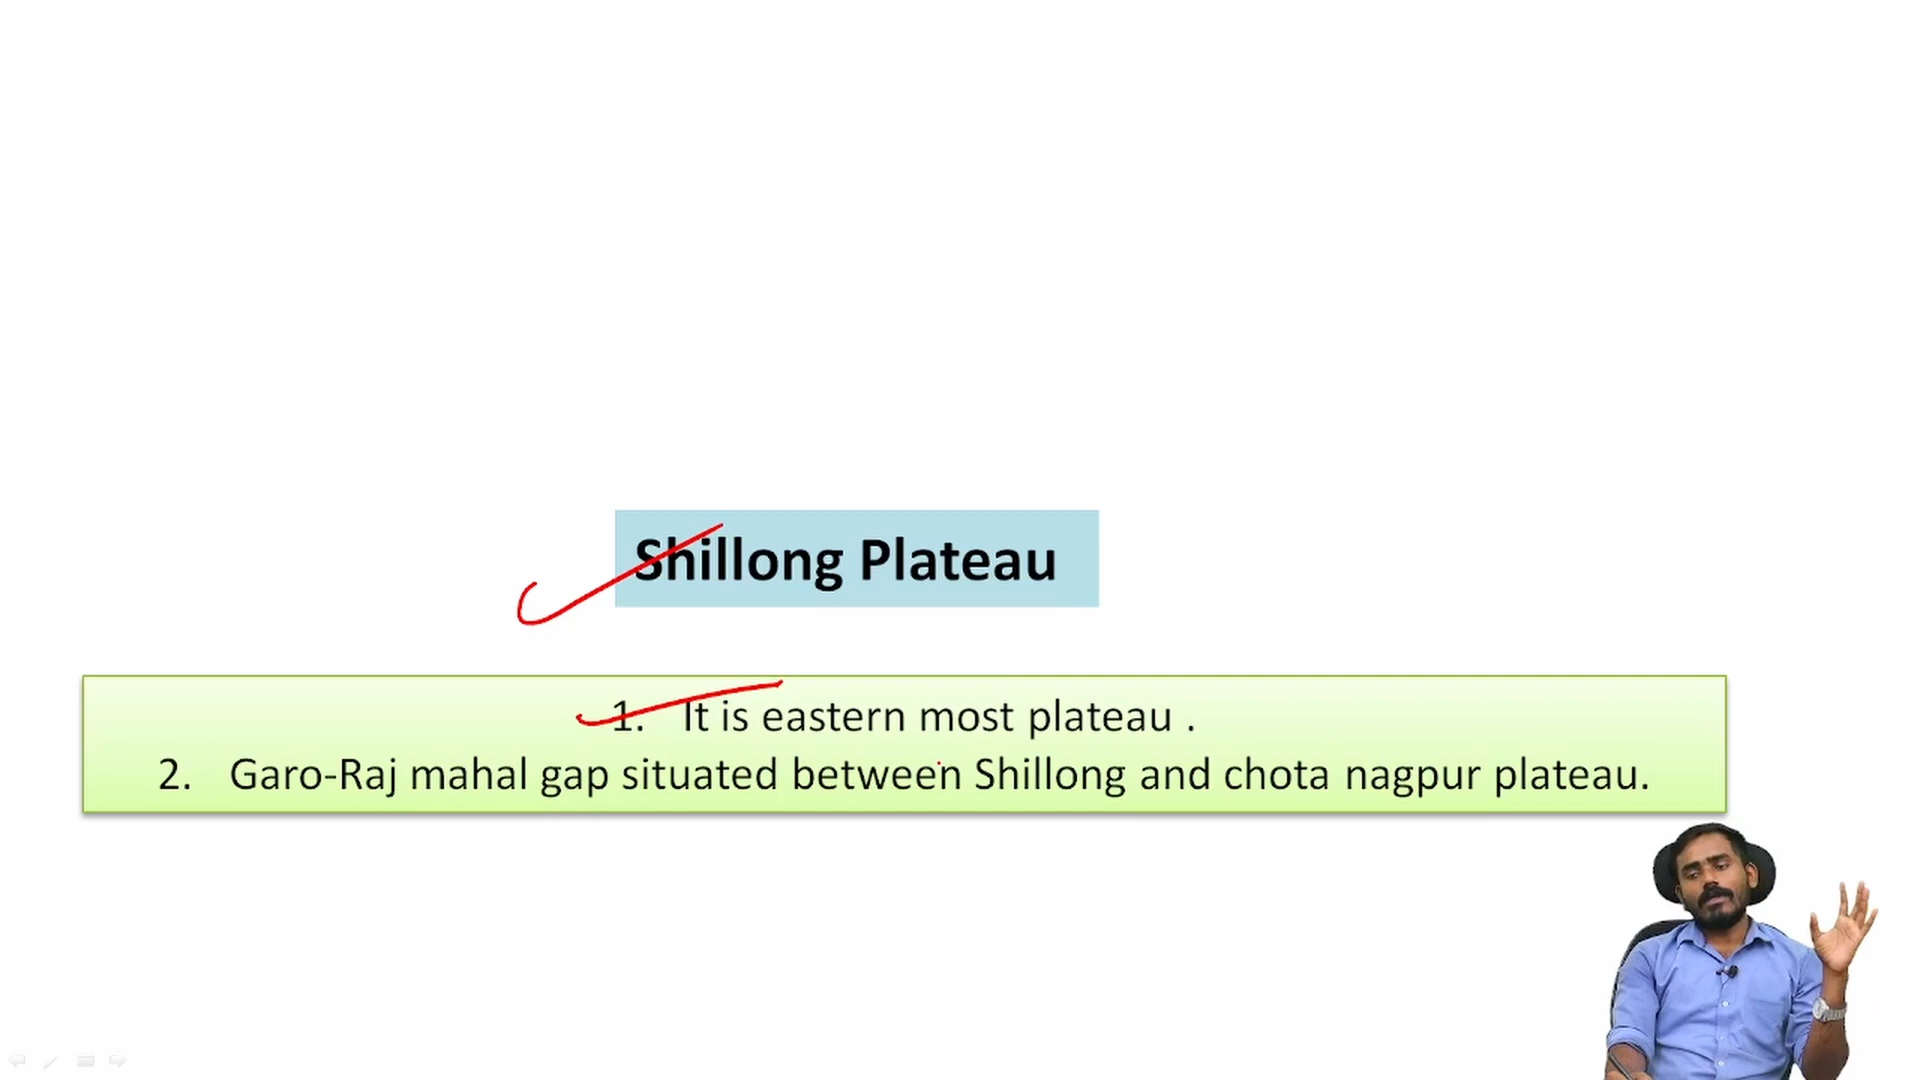 Shillong Plateau
1. It is eastern most plateau .
2. Garo-Raj mahal gap situated between Shillong and chota nagpur plateau.